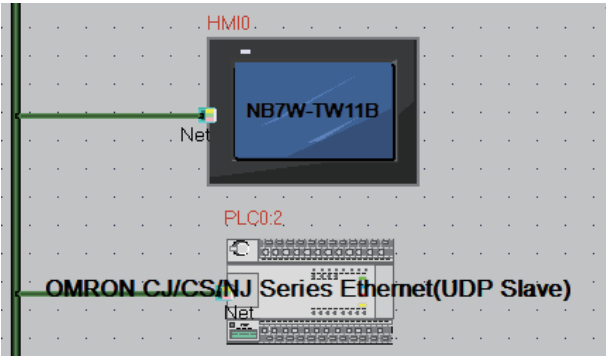 HMI0
NB7W-TW11B
Net
PLC0:2
OMRON CJ/CS/NJ Series Ethernet(UDP Slave)
Net